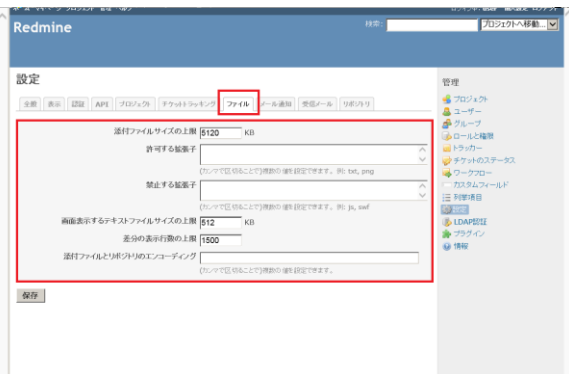 Redmine
検索:
プロジェクトへ移動...
設定
全般 表示 認証 API プロジェクト チケットトラッキング ファイル メール通知 受信メール リポジトリ
添付ファイルサイズの上限 5120 KB
許可する拡張子
(カンマで区切ることで)複数の値を設定できます。 例: txt, png
禁止する拡張子
(カンマで区切ることで)複数の値を設定できます。 例: js, swf
画面表示するテキストファイルサイズの上限 512 KB
差分の表示行数の上限 1500
添付ファイルとリポジトリのエンコーディング
(カンマで区切ることで)複数の値を設定できます。
保存
管理
プロジェクト
ユーザー
グループ
ロールと権限
トラッカー
チケットのステータス
ワークフロー
カスタムフィールド
列挙項目
設定
LDAP認証
プラグイン
情報